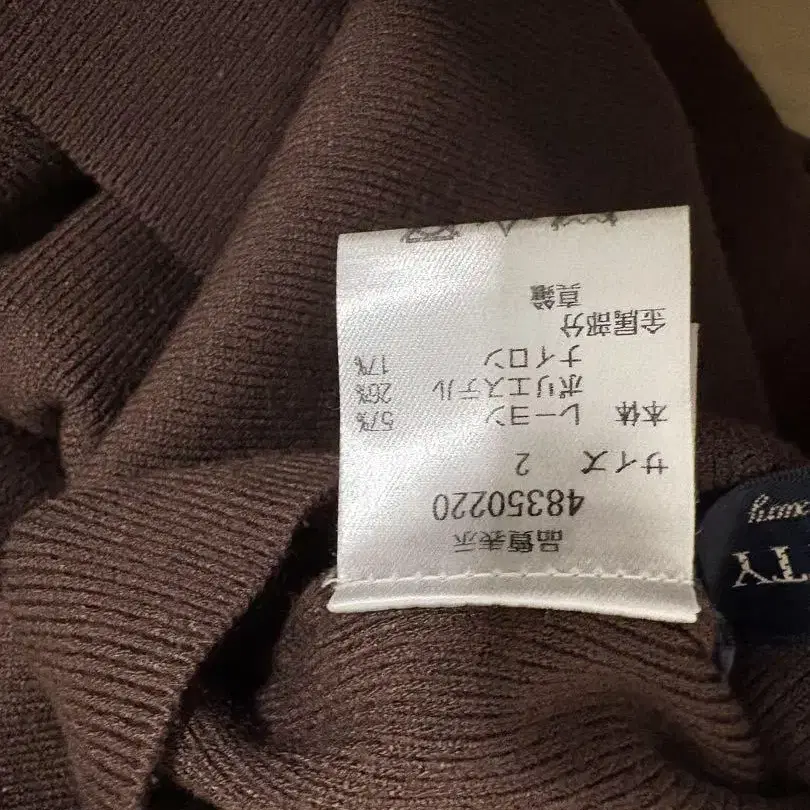 品質表示
48350220
サイズ 2
本体 レーヨン 57%
ポリエステル 26%
ナイロン 17%
金属部分
真鍮
TY